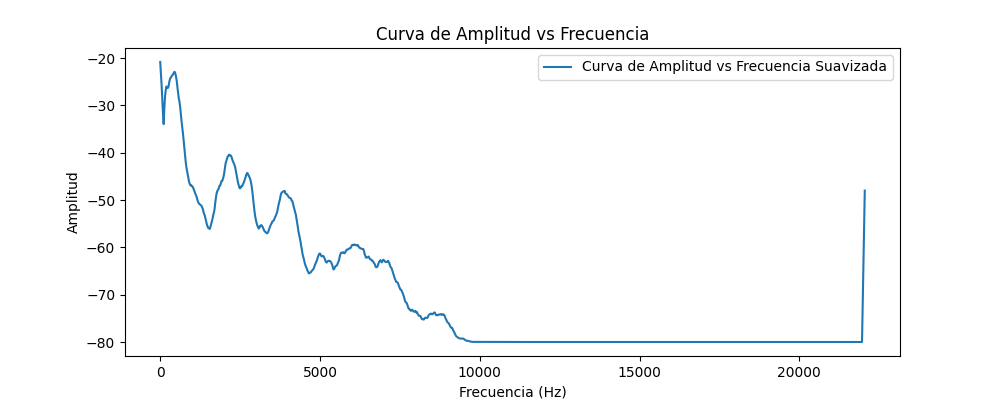 Curva de Amplitud vs Frecuencia
Curva de Amplitud vs Frecuencia Suavizada
Amplitud
−20
−30
−40
−50
−60
−70
−80
0 5000 10000 15000 20000
Frecuencia (Hz)